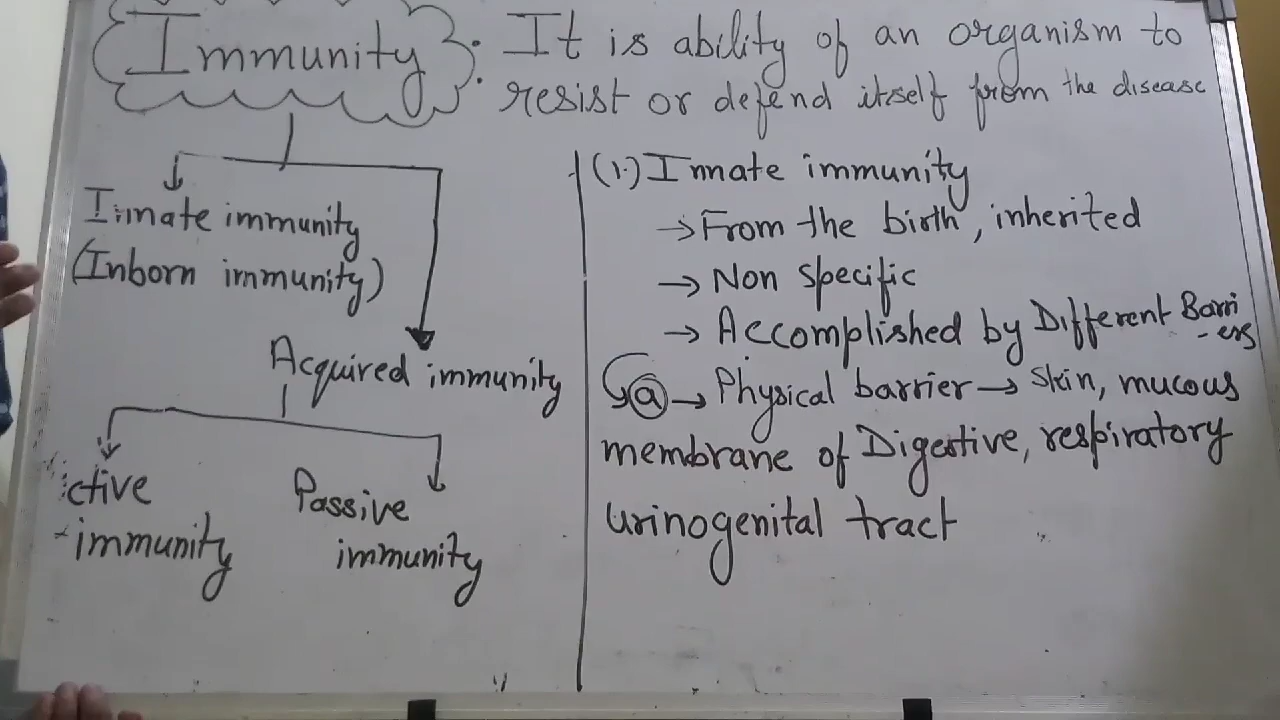 Immunity : It is ability of an organism to
resist or defend itself from the disease
Innate immunity
(Inborn immunity)
Acquired immunity
ctive
immunity
Passive
immunity
(1.) Innate immunity
→ From the birth, inherited
→ Non specific
→ Accomplished by Different Barri
-ers
(a) → Physical barrier → Skin, mucous
membrane of Digestive, respiratory
urinogenital tract